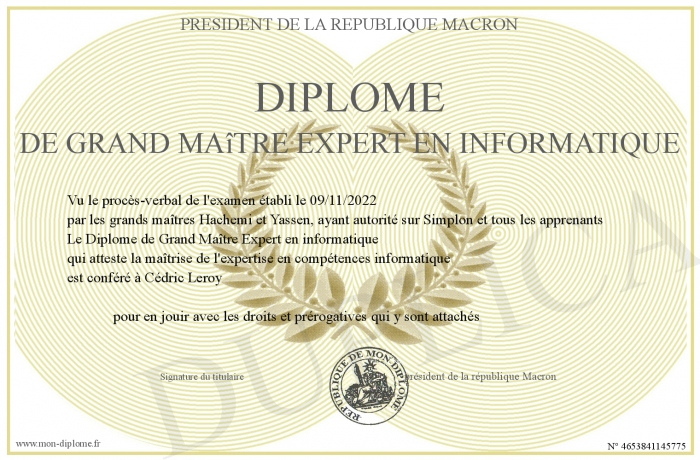 PRESIDENT DE LA REPUBLIQUE MACRON
DIPLOME
DE GRAND MAîTRE EXPERT EN INFORMATIQUE
Vu le procès-verbal de l'examen établi le 09/11/2022
par les grands maîtres Hachemi et Yassen, ayant autorité sur Simplon et tous les apprenants
Le Diplome de Grand Maître Expert en informatique
qui atteste la maîtrise de l'expertise en compétences informatique
est conféré à Cédric Leroy
pour en jouir avec les droits et prérogatives qui y sont attachés
DUPLICATA
Signature du titulaire
président de la république Macron
REPUBLIQUE DE MON-DIPLOME
www.mon-diplome.fr
N° 4653841145775